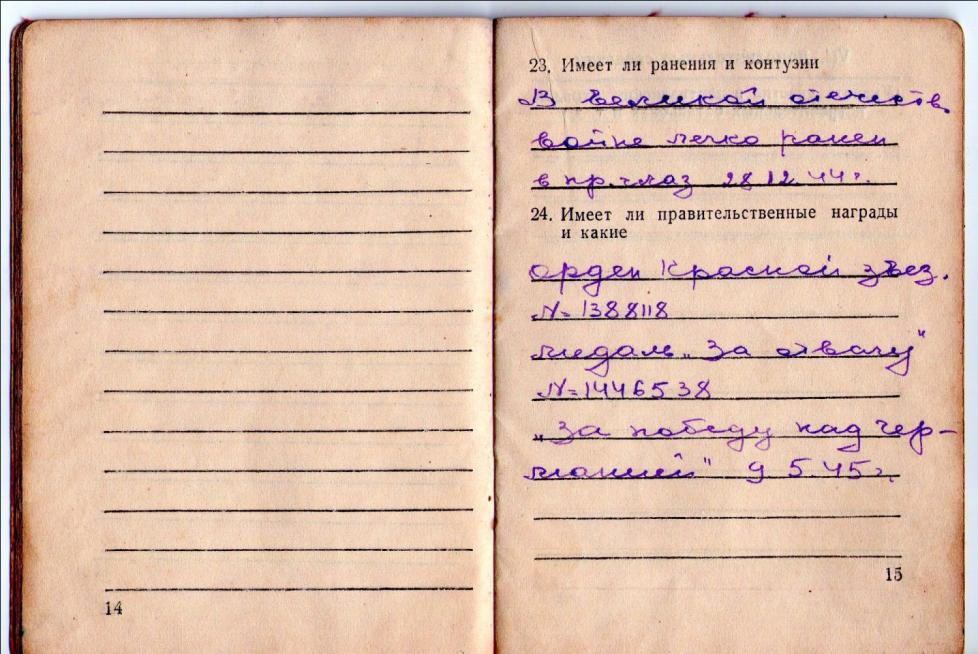 23. Имеет ли ранения и контузии
В великой отечеств.
войне легко ранен
в пр. глаз 28 12 44 г.
24. Имеет ли правительственные награды
и какие
орден Красной звез.
№ 1388118
медаль „За отвагу"
№ 1446538
„За победу над гер-
манией" 9 5.45 г.
14
15